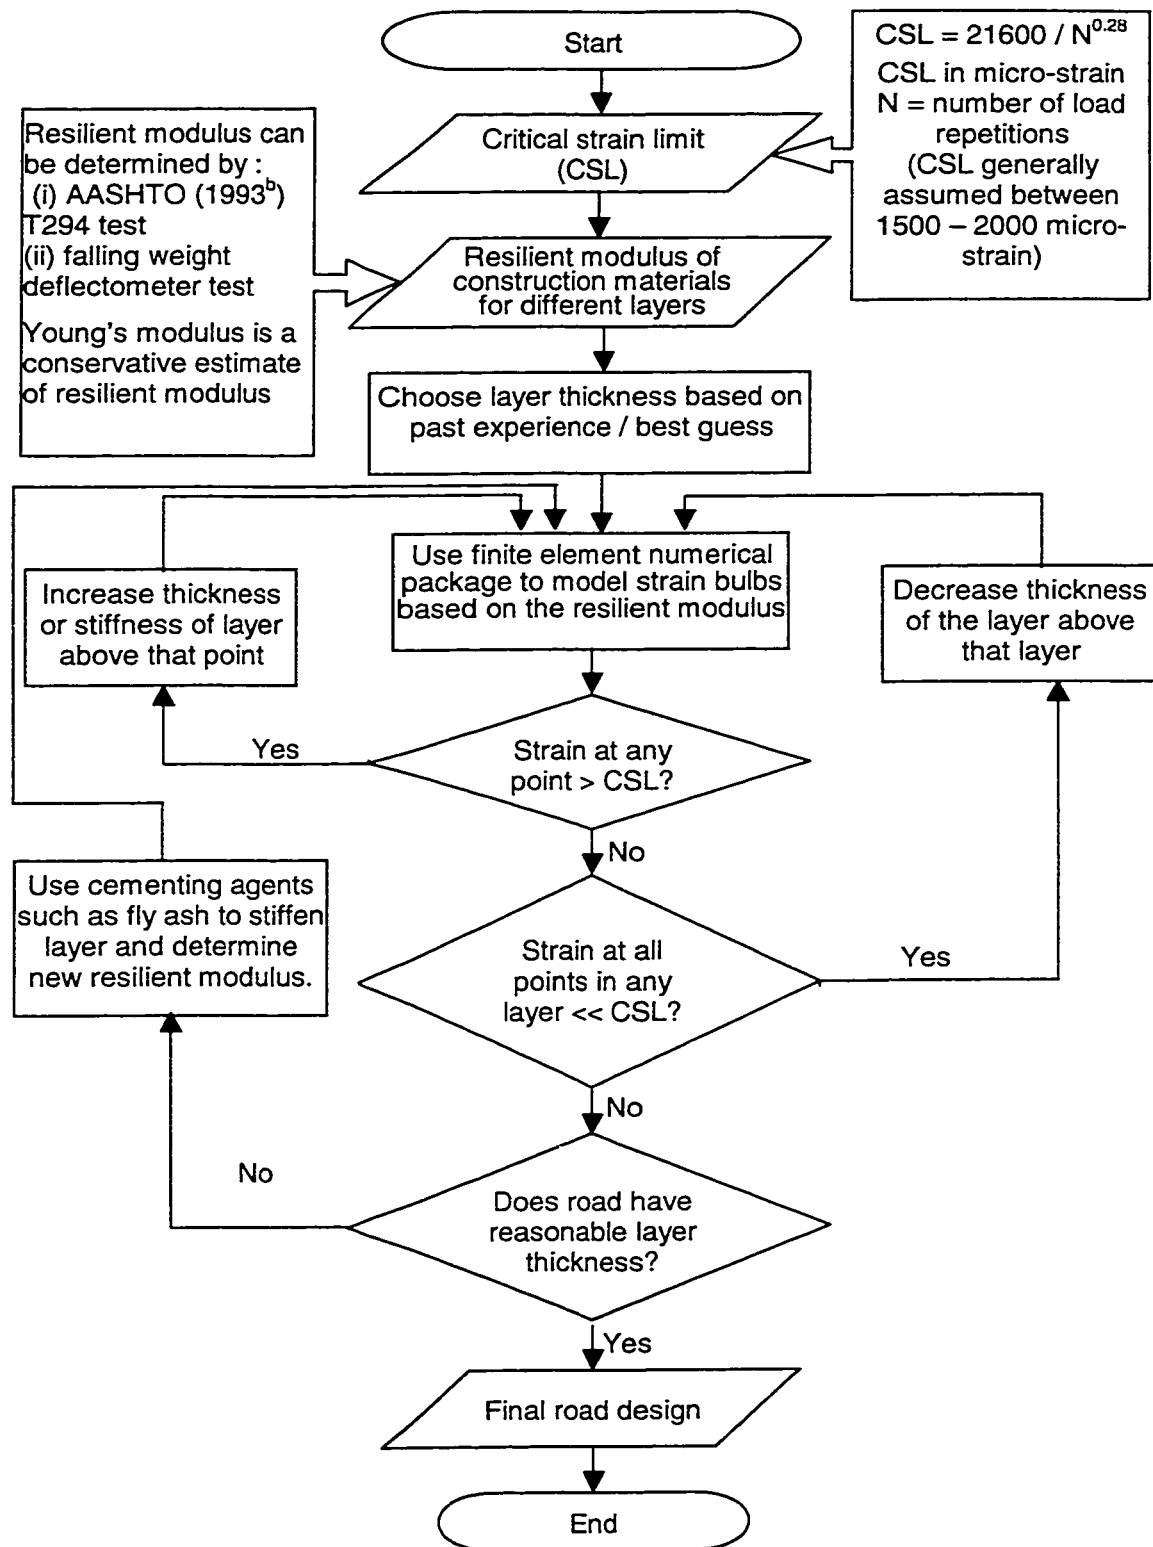 Start
CSL = 21600 / N^0.28
CSL in micro-strain
N = number of load
repetitions
(CSL generally
assumed between
1500 – 2000 micro-
strain)
Critical strain limit
(CSL)
Resilient modulus can
be determined by :
(i) AASHTO (1993^b)
T294 test
(ii) falling weight
deflectometer test
Young's modulus is a
conservative estimate
of resilient modulus
Resilient modulus of
construction materials
for different layers
Choose layer thickness based on
past experience / best guess
Use finite element numerical
package to model strain bulbs
based on the resilient modulus
Increase thickness
or stiffness of layer
above that point
Decrease thickness
of the layer above
that layer
Yes
Strain at any
point > CSL?
No
Use cementing agents
such as fly ash to stiffen
layer and determine
new resilient modulus.
Strain at all
points in any
layer << CSL?
Yes
No
No
Does road have
reasonable layer
thickness?
Yes
Final road design
End